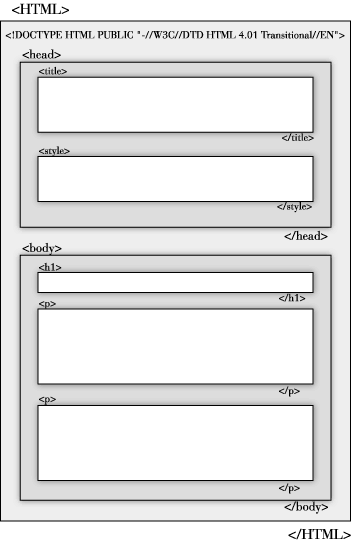 <HTML>
<!DOCTYPE HTML PUBLIC "-//W3C//DTD HTML 4.01 Transitional//EN">
<head>
<title>
</title>
<style>
</style>
</head>
<body>
<h1>
</h1>
<p>
</p>
<p>
</p>
</body>
</HTML>